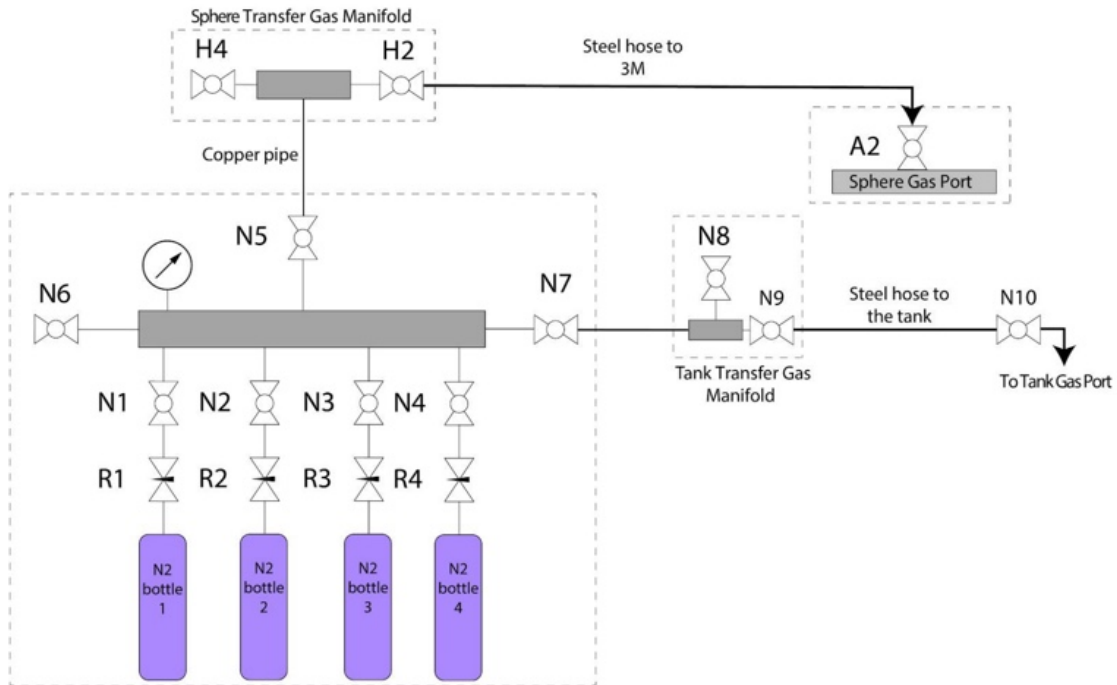 Sphere Transfer Gas Manifold
H4
H2
Steel hose to
3M
A2
Sphere Gas Port
Copper pipe
N5
N6
N7
N8
N9
Steel hose to
the tank
N10
To Tank Gas Port
Tank Transfer Gas
Manifold
N1
N2
N3
N4
R1
R2
R3
R4
N2
bottle
1
N2
bottle
2
N2
bottle
3
N2
bottle
4